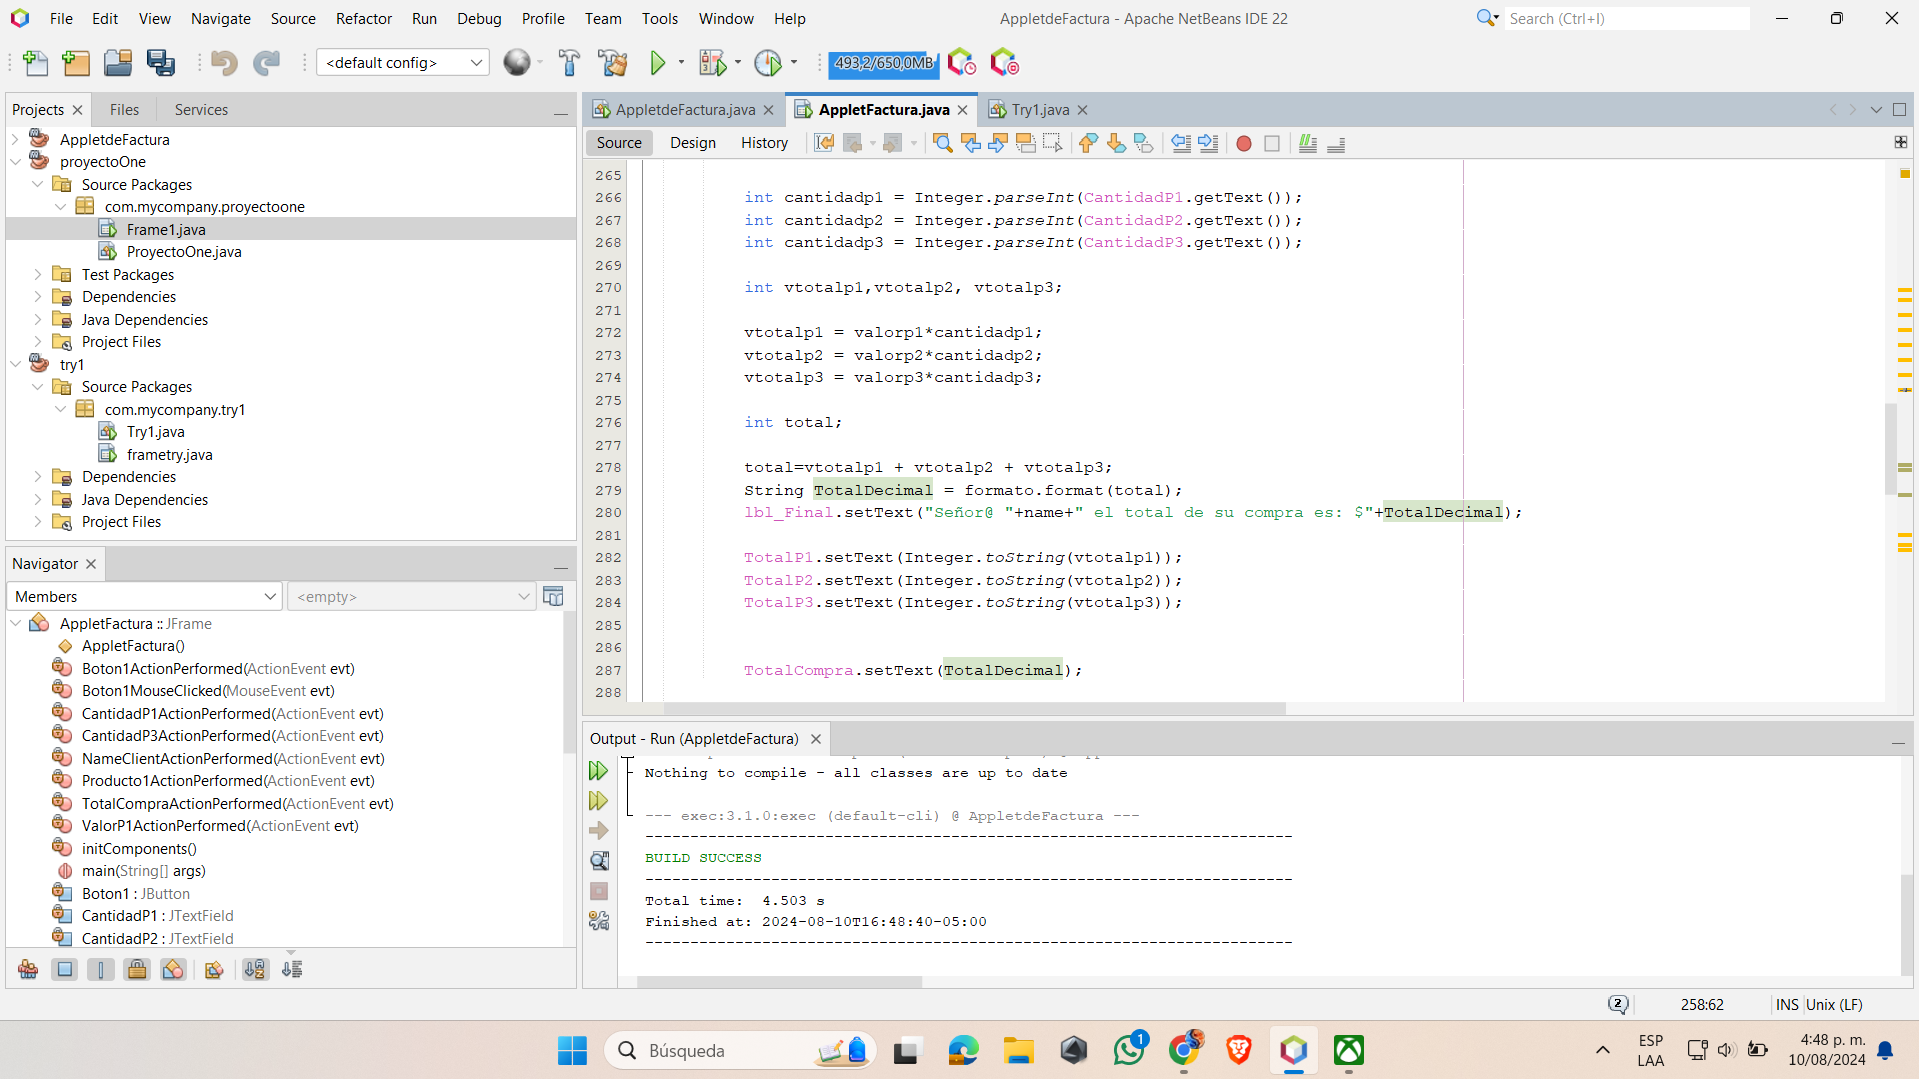 File Edit View Navigate Source Refactor Run Debug Profile Team Tools Window Help
AppletdeFactura - Apache NetBeans IDE 22
Search (Ctrl+I)
<default config>
493,2/650,0MB
Projects Files Services
AppletdeFactura
proyectoOne
Source Packages
com.mycompany.proyectoone
Frame1.java
ProyectoOne.java
Test Packages
Dependencies
Java Dependencies
Project Files
try1
Source Packages
com.mycompany.try1
Try1.java
frametry.java
Dependencies
Java Dependencies
Project Files
Navigator
Members <empty>
AppletFactura :: JFrame
AppletFactura()
Boton1ActionPerformed(ActionEvent evt)
Boton1MouseClicked(MouseEvent evt)
CantidadP1ActionPerformed(ActionEvent evt)
CantidadP3ActionPerformed(ActionEvent evt)
NameClientActionPerformed(ActionEvent evt)
Producto1ActionPerformed(ActionEvent evt)
TotalCompraActionPerformed(ActionEvent evt)
ValorP1ActionPerformed(ActionEvent evt)
initComponents()
main(String[] args)
Boton1 : JButton
CantidadP1 : JTextField
CantidadP2 : JTextField
AppletdeFactura.java AppletFactura.java Try1.java
Source Design History
265
266 int cantidadp1 = Integer.parseInt(CantidadP1.getText());
267 int cantidadp2 = Integer.parseInt(CantidadP2.getText());
268 int cantidadp3 = Integer.parseInt(CantidadP3.getText());
269
270 int vtotalp1,vtotalp2, vtotalp3;
271
272 vtotalp1 = valorp1*cantidadp1;
273 vtotalp2 = valorp2*cantidadp2;
274 vtotalp3 = valorp3*cantidadp3;
275
276 int total;
277
278 total=vtotalp1 + vtotalp2 + vtotalp3;
279 String TotalDecimal = formato.format(total);
280 lbl_Final.setText("Señor@ "+name+" el total de su compra es: $"+TotalDecimal);
281
282 TotalP1.setText(Integer.toString(vtotalp1));
283 TotalP2.setText(Integer.toString(vtotalp2));
284 TotalP3.setText(Integer.toString(vtotalp3));
285
286
287 TotalCompra.setText(TotalDecimal);
288
Output - Run (AppletdeFactura)
Nothing to compile - all classes are up to date
--- exec:3.1.0:exec (default-cli) @ AppletdeFactura ---
------------------------------------------------------------------------
BUILD SUCCESS
------------------------------------------------------------------------
Total time:  4.503 s
Finished at: 2024-08-10T16:48:40-05:00
------------------------------------------------------------------------
2 258:62 INS Unix (LF)
Búsqueda
1
ESP
LAA
4:48 p. m.
10/08/2024